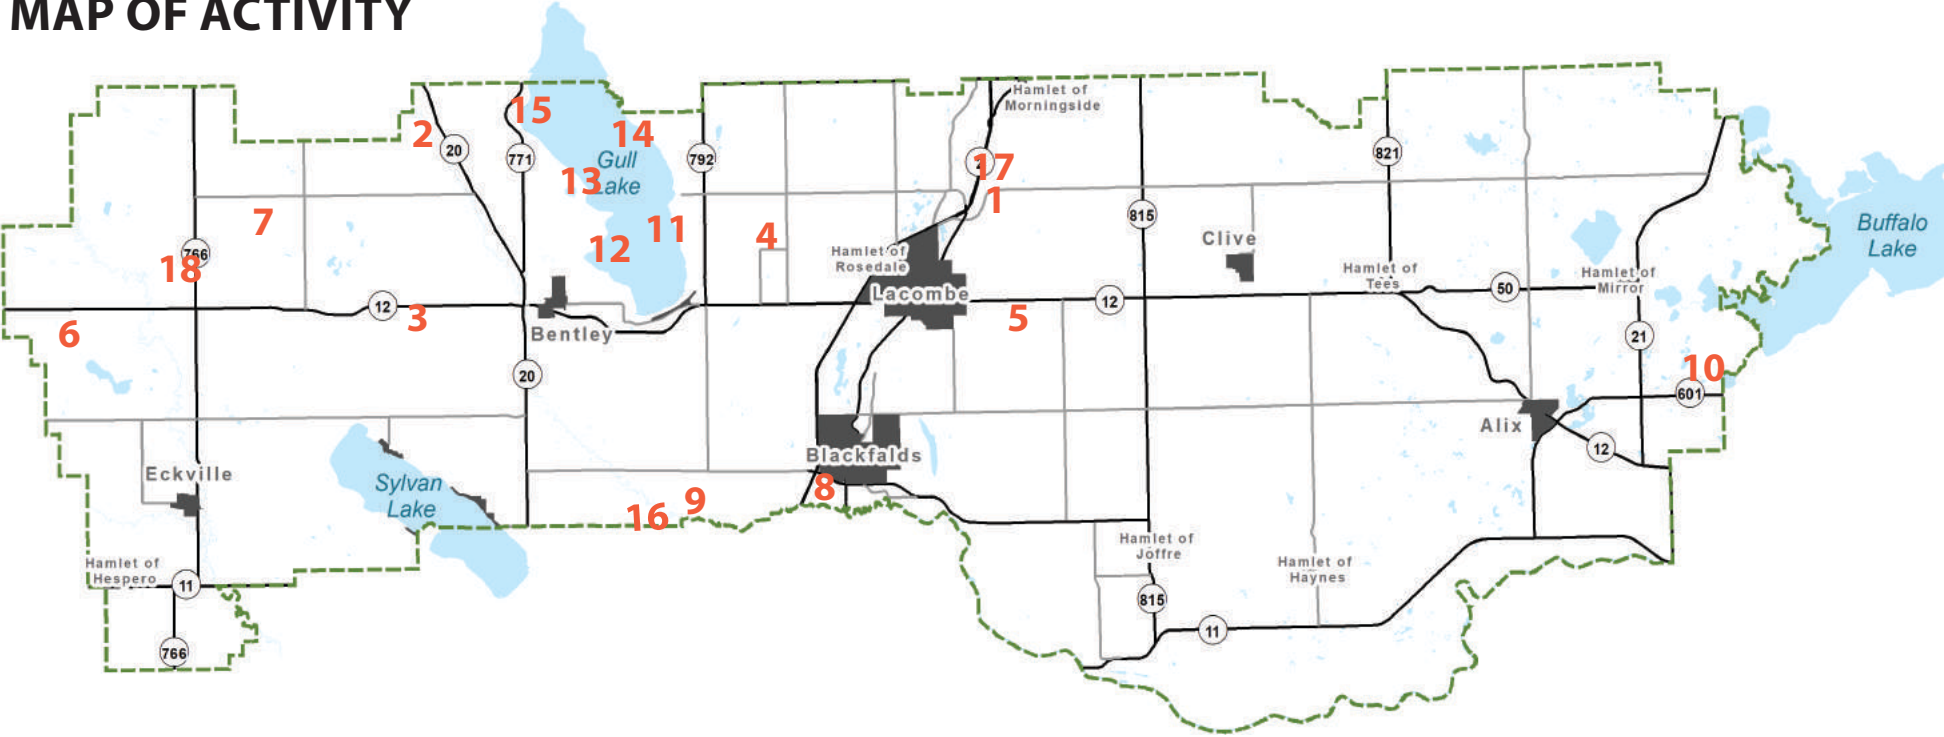 MAP OF ACTIVITY
Hamlet of
Morningside
15
2
14
20
771
Gull
Lake
792
2
17
821
13
1
7
815
11
4
12
Clive
Buffalo
Lake
766
18
Hamlet of
Rosedale
Hamlet of
Tees
50
Hamlet of
Mirror
Lacombe
12
3
12
5
6
Bentley
21
20
10
601
Alix
12
Blackfalds
Eckville
Sylvan
Lake
8
9
16
Hamlet of
Joffre
Hamlet of
Hespero
11
Hamlet of
Haynes
815
11
766